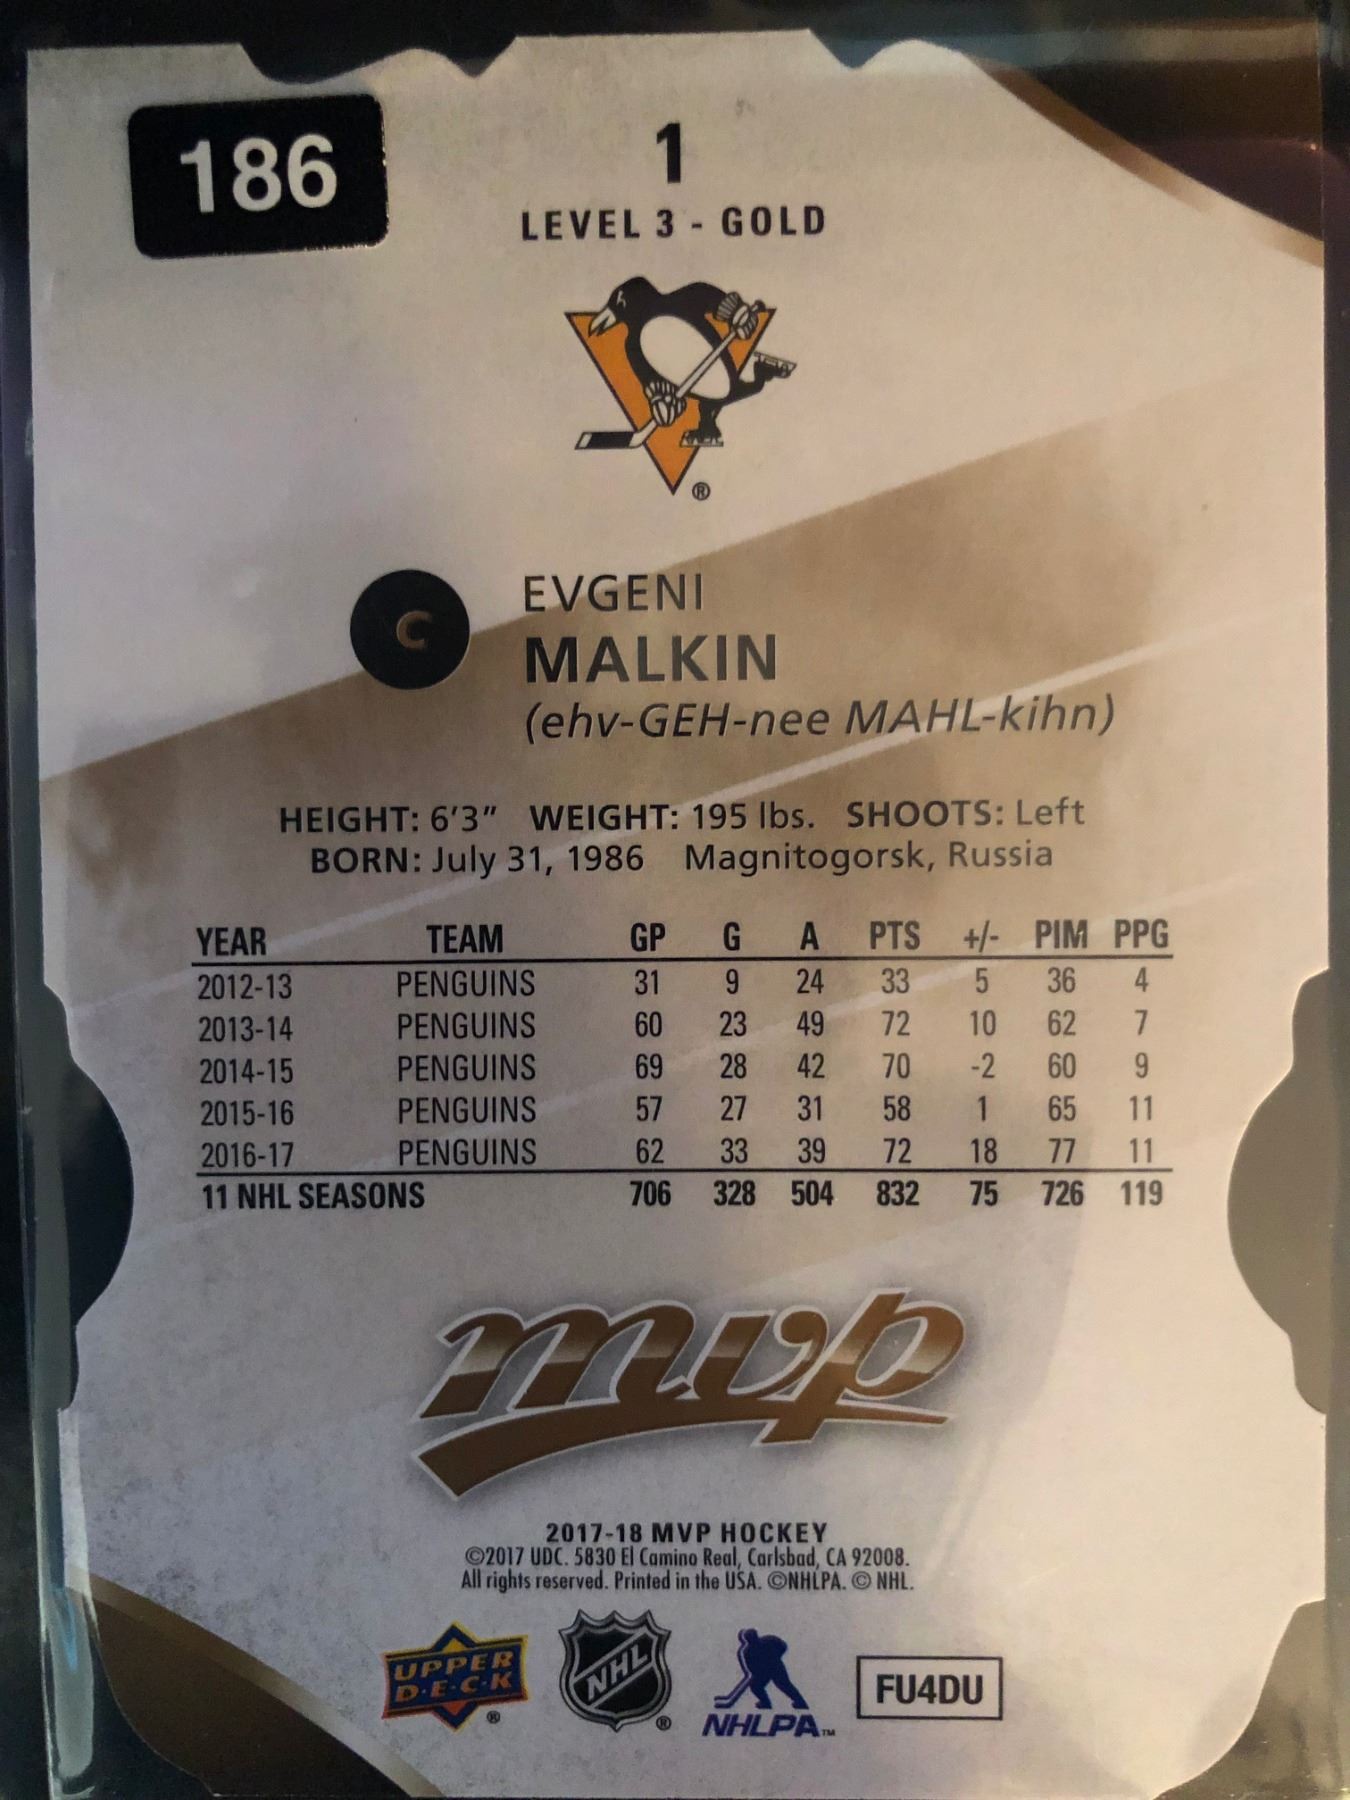 186
1
LEVEL 3 - GOLD
®
C
EVGENI
MALKIN
(ehv-GEH-nee MAHL-kihn)
HEIGHT: 6'3" WEIGHT: 195 lbs. SHOOTS: Left
BORN: July 31, 1986 Magnitogorsk, Russia
YEAR TEAM GP G A PTS +/- PIM PPG
2012-13 PENGUINS 31 9 24 33 5 36 4
2013-14 PENGUINS 60 23 49 72 10 62 7
2014-15 PENGUINS 69 28 42 70 -2 60 9
2015-16 PENGUINS 57 27 31 58 1 65 11
2016-17 PENGUINS 62 33 39 72 18 77 11
11 NHL SEASONS 706 328 504 832 75 726 119
mvp
2017-18 MVP HOCKEY
©2017 UDC. 5830 El Camino Real, Carlsbad, CA 92008.
All rights reserved. Printed in the USA. ©NHLPA. © NHL.
UPPER
D·E·C·K ®
NHL ®
NHLPA™
FU4DU